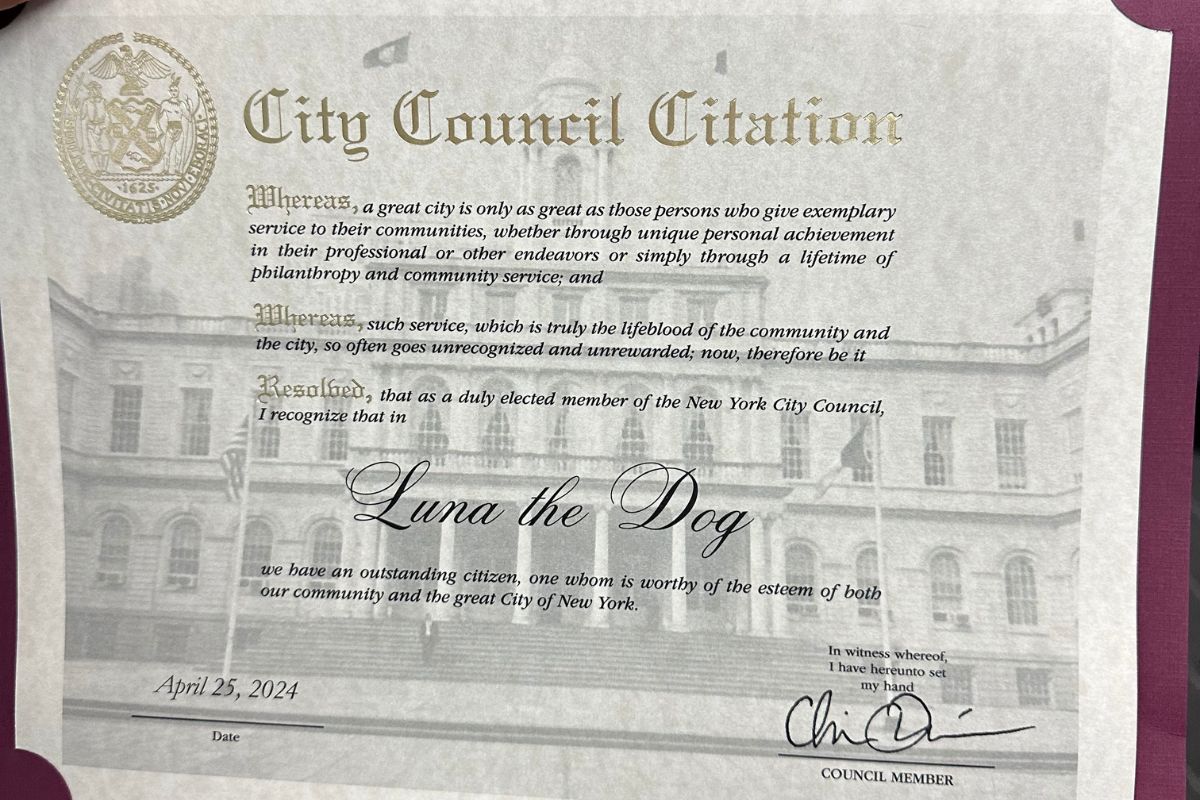 City Council Citation
1625
CIVITATIS NOVI EBORAC
Whereas, a great city is only as great as those persons who give exemplary
service to their communities, whether through unique personal achievement
in their professional or other endeavors or simply through a lifetime of
philanthropy and community service; and
Whereas, such service, which is truly the lifeblood of the community and
the city, so often goes unrecognized and unrewarded; now, therefore be it
Resolved, that as a duly elected member of the New York City Council,
I recognize that in
Luna the Dog
we have an outstanding citizen, one whom is worthy of the esteem of both
our community and the great City of New York.
In witness whereof,
I have hereunto set
my hand
April 25, 2024
Date
COUNCIL MEMBER